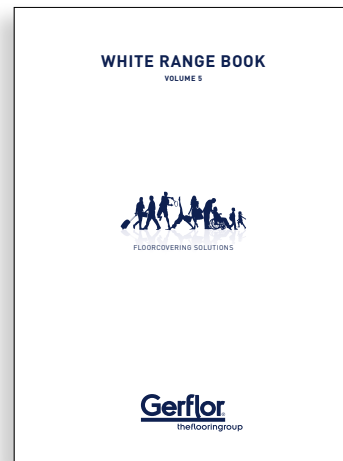 WHITE RANGE BOOK
VOLUME 5
FLOORCOVERING SOLUTIONS
Gerflor®
theflooringgroup